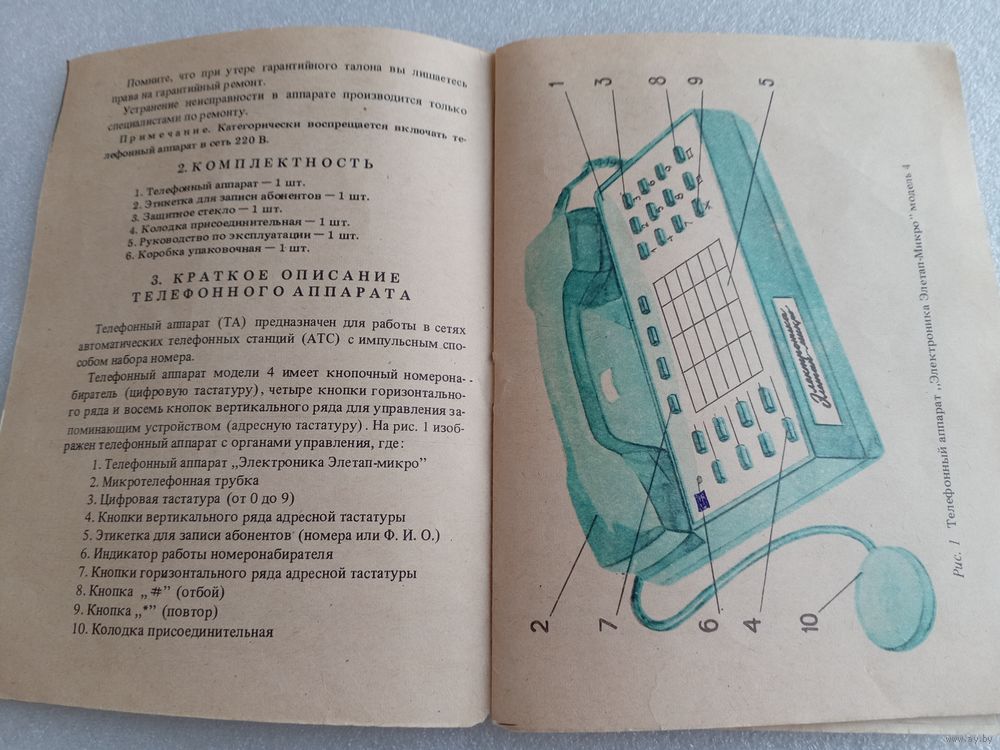 Помните, что при утере гарантийного талона вы лишаетесь
права на гарантийный ремонт.
Устранение неисправности в аппарате производится только
специалистами по ремонту.
Примечание. Категорически воспрещается включать те-
лефонный аппарат в сеть 220 В.
2. КОМПЛЕКТНОСТЬ
1. Телефонный аппарат — 1 шт.
2. Этикетка для записи абонентов — 1 шт.
3. Защитное стекло — 1 шт.
4. Колодка присоединительная — 1 шт.
5. Руководство по эксплуатации — 1 шт.
6. Коробка упаковочная — 1 шт.
3. КРАТКОЕ ОПИСАНИЕ
ТЕЛЕФОННОГО АППАРАТА
Телефонный аппарат (ТА) предназначен для работы в сетях
автоматических телефонных станций (АТС) с импульсным спо-
собом набора номера.
Телефонный аппарат модели 4 имеет кнопочный номерона-
биратель (цифровую тастатуру), четыре кнопки горизонтально-
го ряда и восемь кнопок вертикального ряда для управления за-
поминающим устройством (адресную тастатуру). На рис. 1 изоб-
ражен телефонный аппарат с органами управления, где:
1. Телефонный аппарат „Электроника Элетап-микро”
2. Микротелефонная трубка
3. Цифровая тастатура (от 0 до 9)
4. Кнопки вертикального ряда адресной тастатуры
5. Этикетка для записи абонентов (номера или Ф. И. О.)
6. Индикатор работы номеронабирателя
7. Кнопки горизонтального ряда адресной тастатуры
8. Кнопка „#” (отбой)
9. Кнопка „*” (повтор)
10. Колодка присоединительная
1
3
8
9
5
Электроника
Элетап-микро
2
7
6
4
10
Рис. 1 Телефонный аппарат „Электроника Элетап-Микро” модель 4
www.ay.by